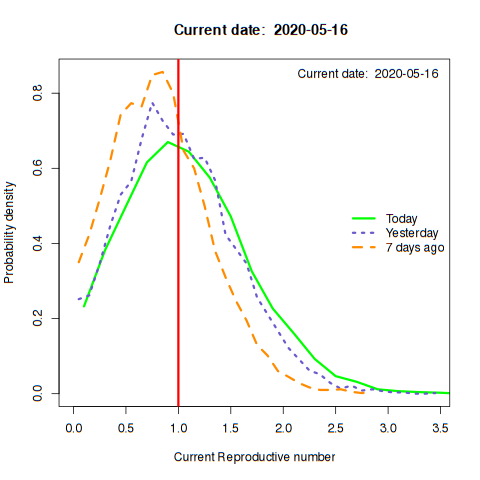 Current date:  2020-05-16
Current date:  2020-05-16
Probability density
0.8
0.6
0.4
0.2
0.0
Today
Yesterday
7 days ago
0.0 0.5 1.0 1.5 2.0 2.5 3.0 3.5
Current Reproductive number